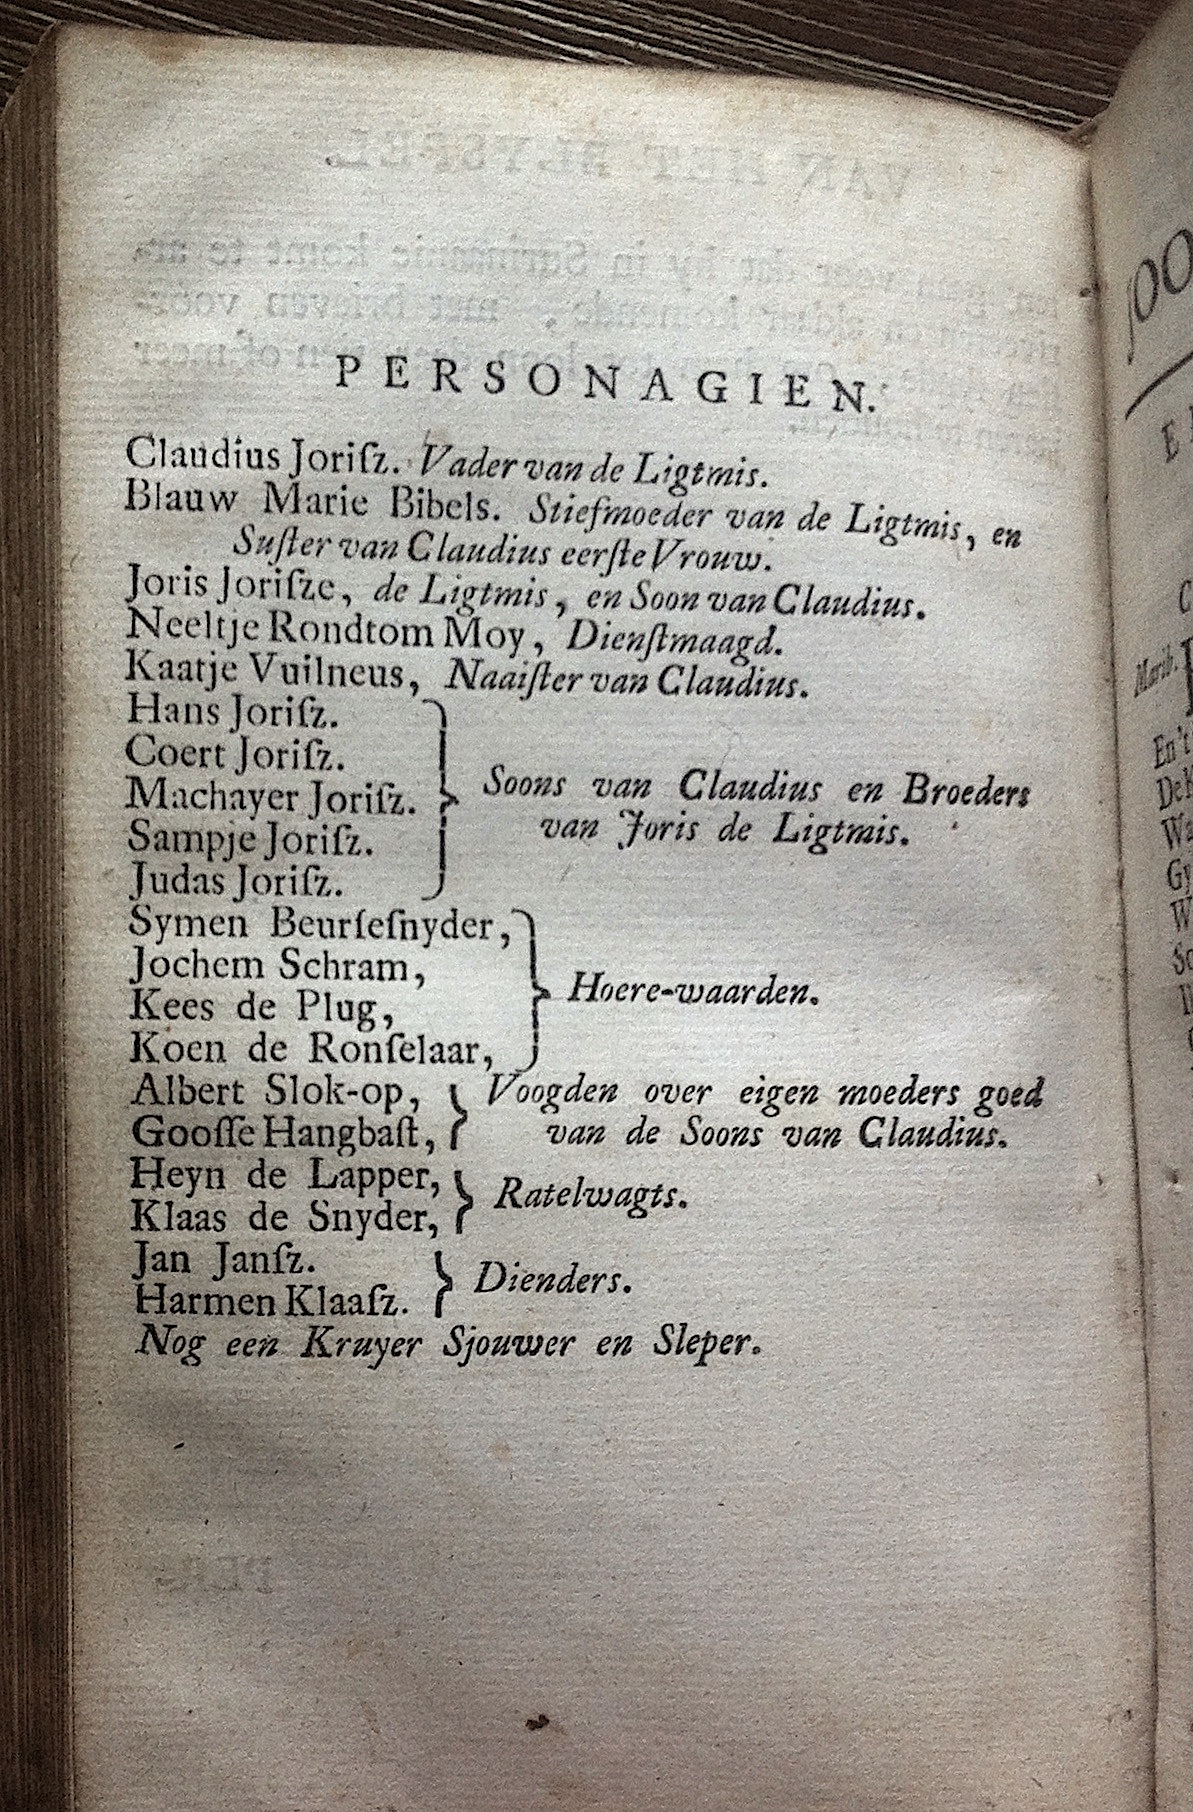 PERSONAGIEN.
Claudius Joriſz. Vader van de Ligtmis.
Blauw Marie Bibels. Stiefmoeder van de Ligtmis, en
Suſter van Claudius eerſte Vrouw.
Joris Joriſze, de Ligtmis, en Soon van Claudius.
Neeltje Rondtom Moy, Dienſtmaagd.
Kaatje Vuilneus, Naaiſter van Claudius.
Hans Joriſz.
Coert Joriſz.
Machayer Joriſz.
Sampje Joriſz.
Judas Joriſz.
Soons van Claudius en Broeders
van Joris de Ligtmis.
Symen Beurſeſnyder,
Jochem Schram,
Kees de Plug,
Koen de Ronſelaar,
Hoere-waarden.
Albert Slok-op,
Gooſſe Hangbaſt,
Voogden over eigen moeders goed
van de Soons van Claudius.
Heyn de Lapper,
Klaas de Snyder,
Ratelwagts.
Jan Janſz.
Harmen Klaaſz.
Dienders.
Nog een Kruyer Sjouwer en Sleper.